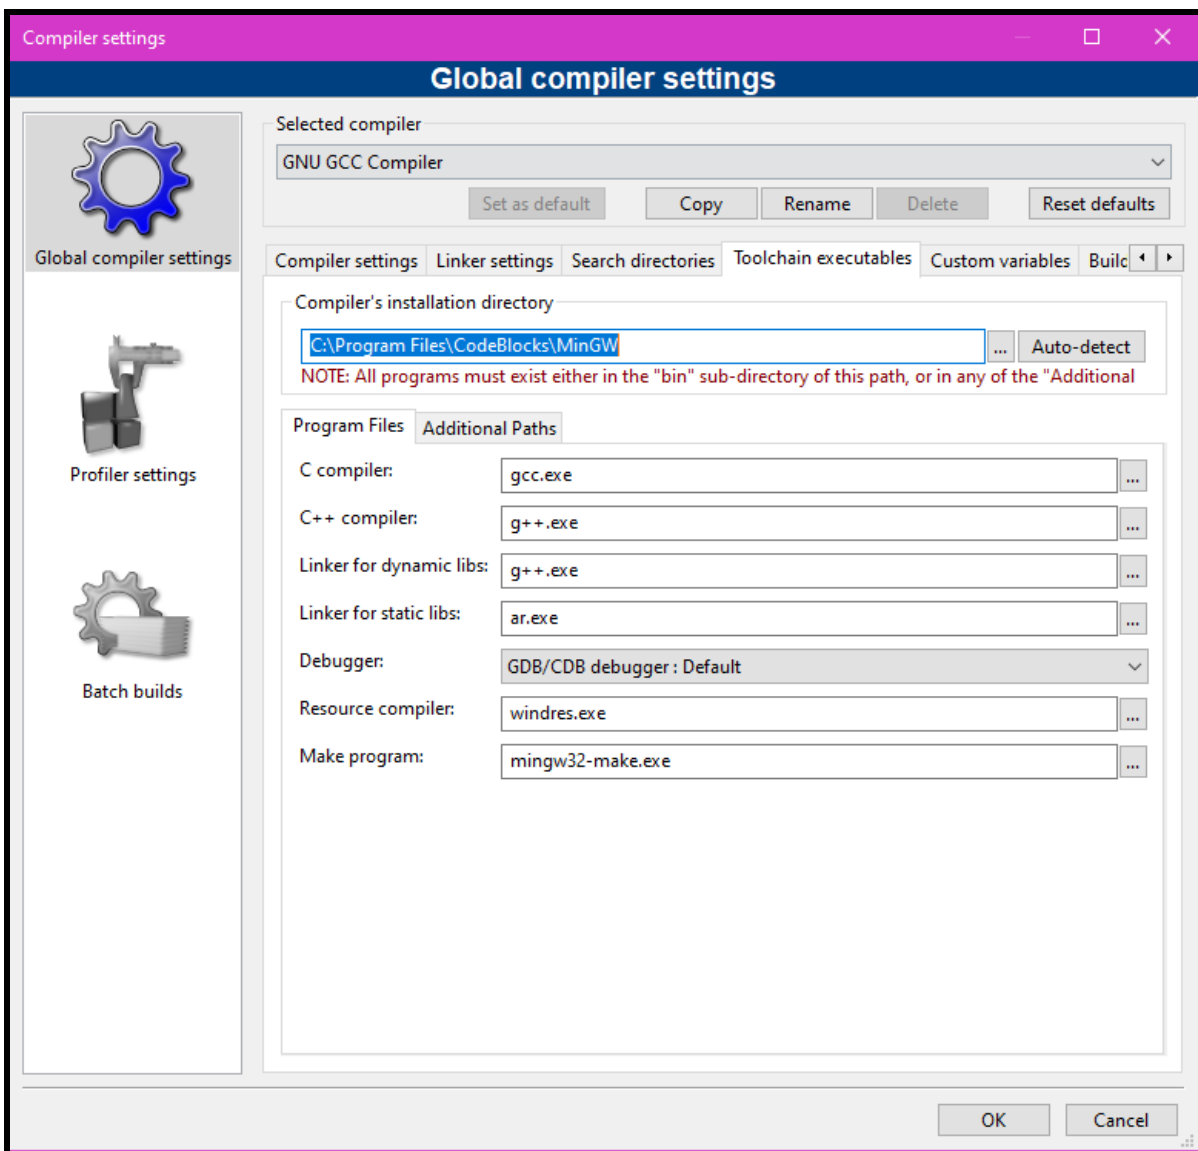 Compiler settings
Global compiler settings
Global compiler settings
Profiler settings
Batch builds
Selected compiler
GNU GCC Compiler
Set as default Copy Rename Delete Reset defaults
Compiler settings Linker settings Search directories Toolchain executables Custom variables Build
Compiler's installation directory
C:\Program Files\CodeBlocks\MinGW ... Auto-detect
NOTE: All programs must exist either in the "bin" sub-directory of this path, or in any of the "Additional
Program Files Additional Paths
C compiler: gcc.exe ...
C++ compiler: g++.exe ...
Linker for dynamic libs: g++.exe ...
Linker for static libs: ar.exe ...
Debugger: GDB/CDB debugger : Default
Resource compiler: windres.exe ...
Make program: mingw32-make.exe ...
OK Cancel